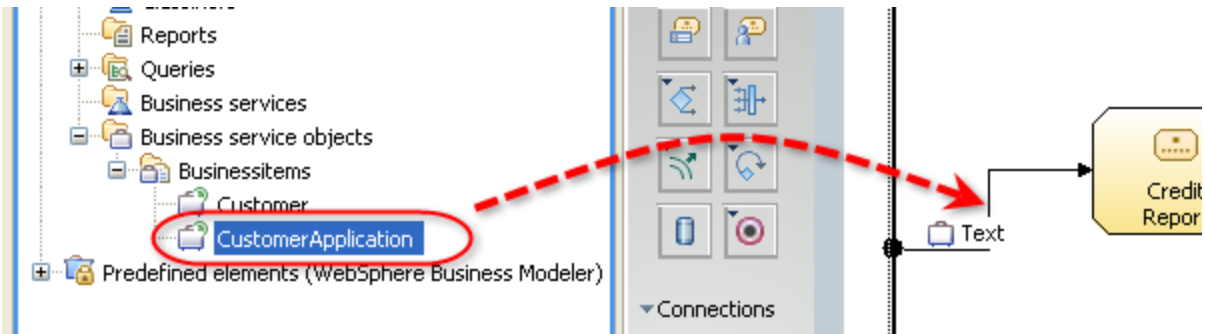 Reports
Queries
Business services
Business service objects
Businessitems
Customer
CustomerApplication
Predefined elements (WebSphere Business Modeler)
Connections
Text
Credit
Repor